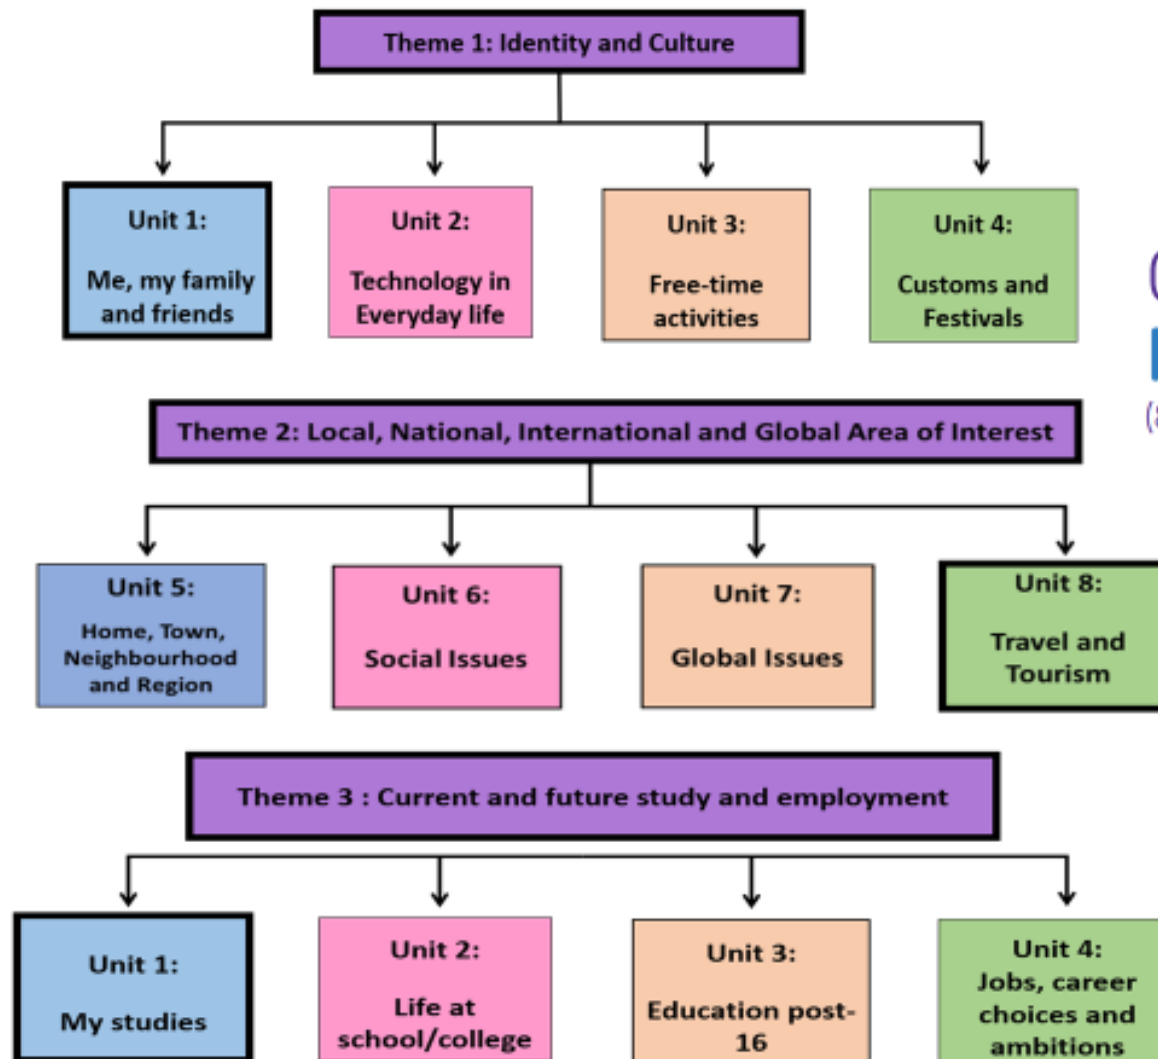 Theme 1: Identity and Culture
Unit 1:
Me, my family
and friends
Unit 2:
Technology in
Everyday life
Unit 3:
Free-time
activities
Unit 4:
Customs and
Festivals
Theme 2: Local, National, International and Global Area of Interest
Unit 5:
Home, Town,
Neighbourhood
and Region
Unit 6:
Social Issues
Unit 7:
Global Issues
Unit 8:
Travel and
Tourism
Theme 3 : Current and future study and employment
Unit 1:
My studies
Unit 2:
Life at
school/college
Unit 3:
Education post-
16
Unit 4:
Jobs, career
choices and
ambitions